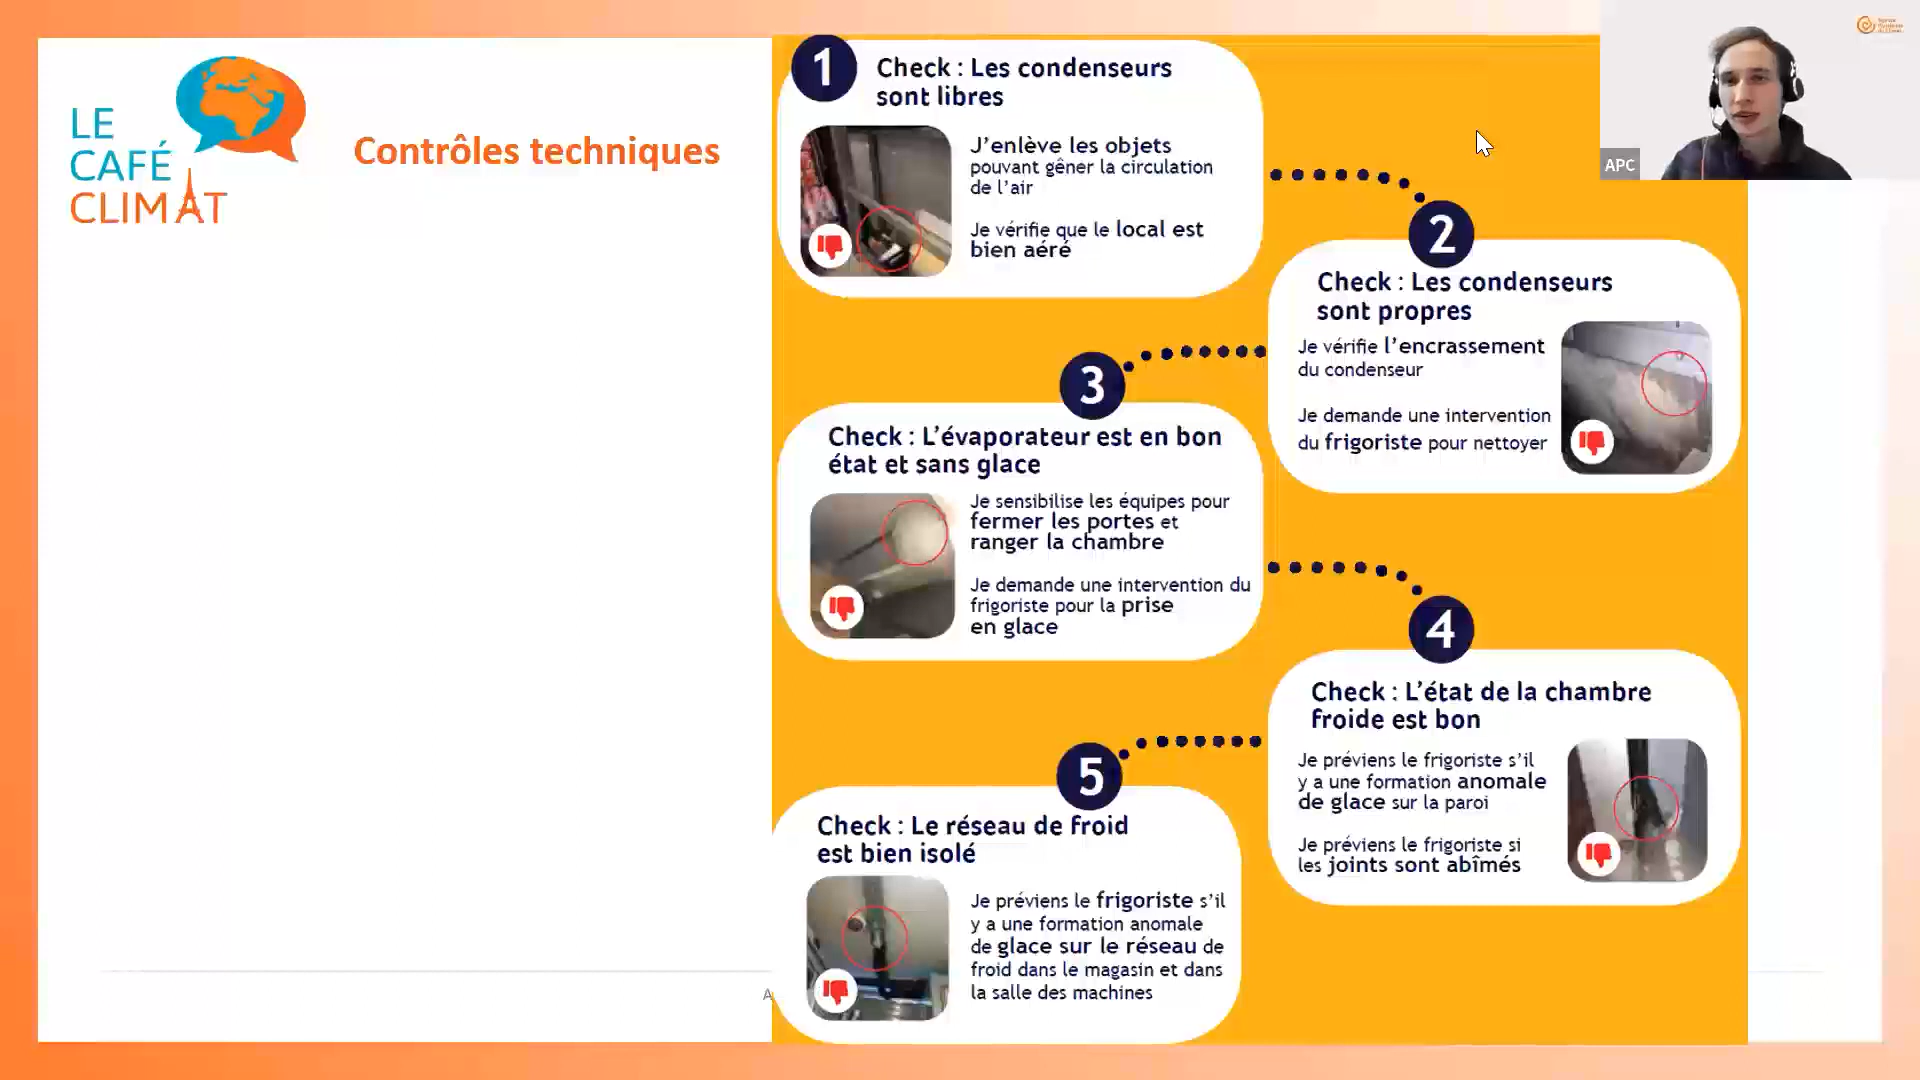 LE
CAFÉ
CLIMAT
Contrôles techniques
1
Check : Les condenseurs
sont libres
J'enlève les objets
pouvant gêner la circulation
de l'air
Je vérifie que le local est
bien aéré
2
Check : Les condenseurs
sont propres
Je vérifie l'encrassement
du condenseur
Je demande une intervention
du frigoriste pour nettoyer
3
Check : L'évaporateur est en bon
état et sans glace
Je sensibilise les équipes pour
fermer les portes et
ranger la chambre
Je demande une intervention du
frigoriste pour la prise
en glace
4
Check : L'état de la chambre
froide est bon
Je préviens le frigoriste s'il
y a une formation anomale
de glace sur la paroi
Je préviens le frigoriste si
les joints sont abîmés
5
Check : Le réseau de froid
est bien isolé
Je préviens le frigoriste s'il
y a une formation anomale
de glace sur le réseau de
froid dans le magasin et dans
la salle des machines
A
APC